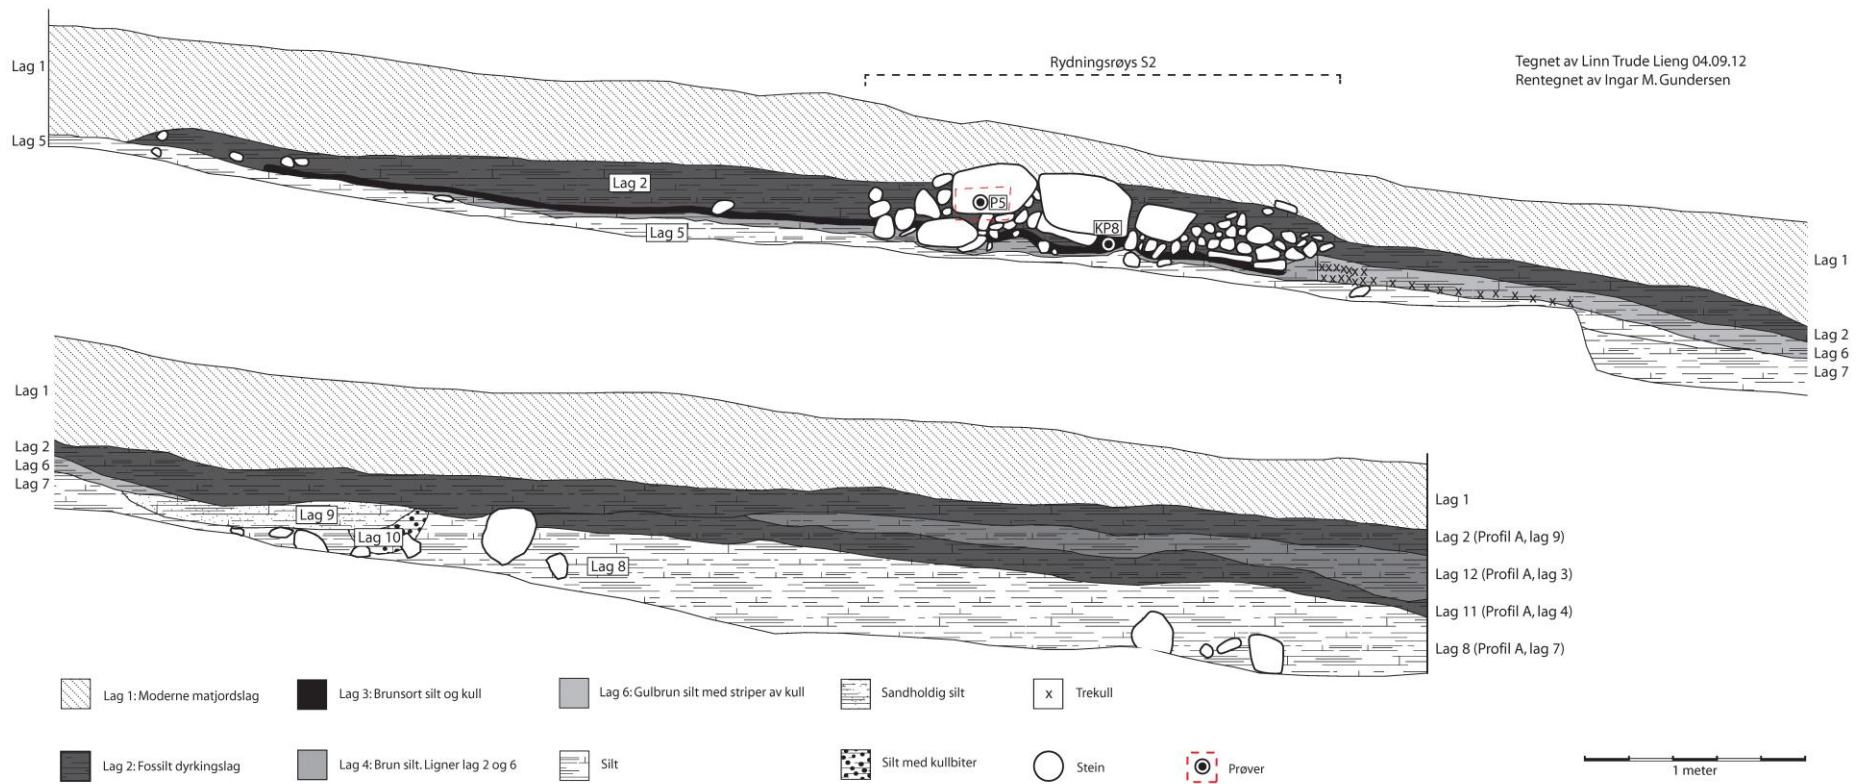 Rydningsrøys S2
Tegnet av Linn Trude Lieng 04.09.12
Rentegnet av Ingar M. Gundersen
Lag 1
Lag 5
Lag 2
P5
KP8
Lag 5
Lag 1
Lag 2
Lag 6
Lag 7
Lag 1
Lag 2
Lag 6
Lag 7
Lag 9
Lag 10
Lag 8
Lag 1
Lag 2 (Profil A, lag 9)
Lag 12 (Profil A, lag 3)
Lag 11 (Profil A, lag 4)
Lag 8 (Profil A, lag 7)
Lag 1: Moderne matjordslag
Lag 3: Brunsort silt og kull
Lag 6: Gulbrun silt med striper av kull
Sandholdig silt
x Trekull
Lag 2: Fossilt dyrkingslag
Lag 4: Brun silt. Ligner lag 2 og 6
Silt
Silt med kullbiter
Stein
Prøver
1 meter